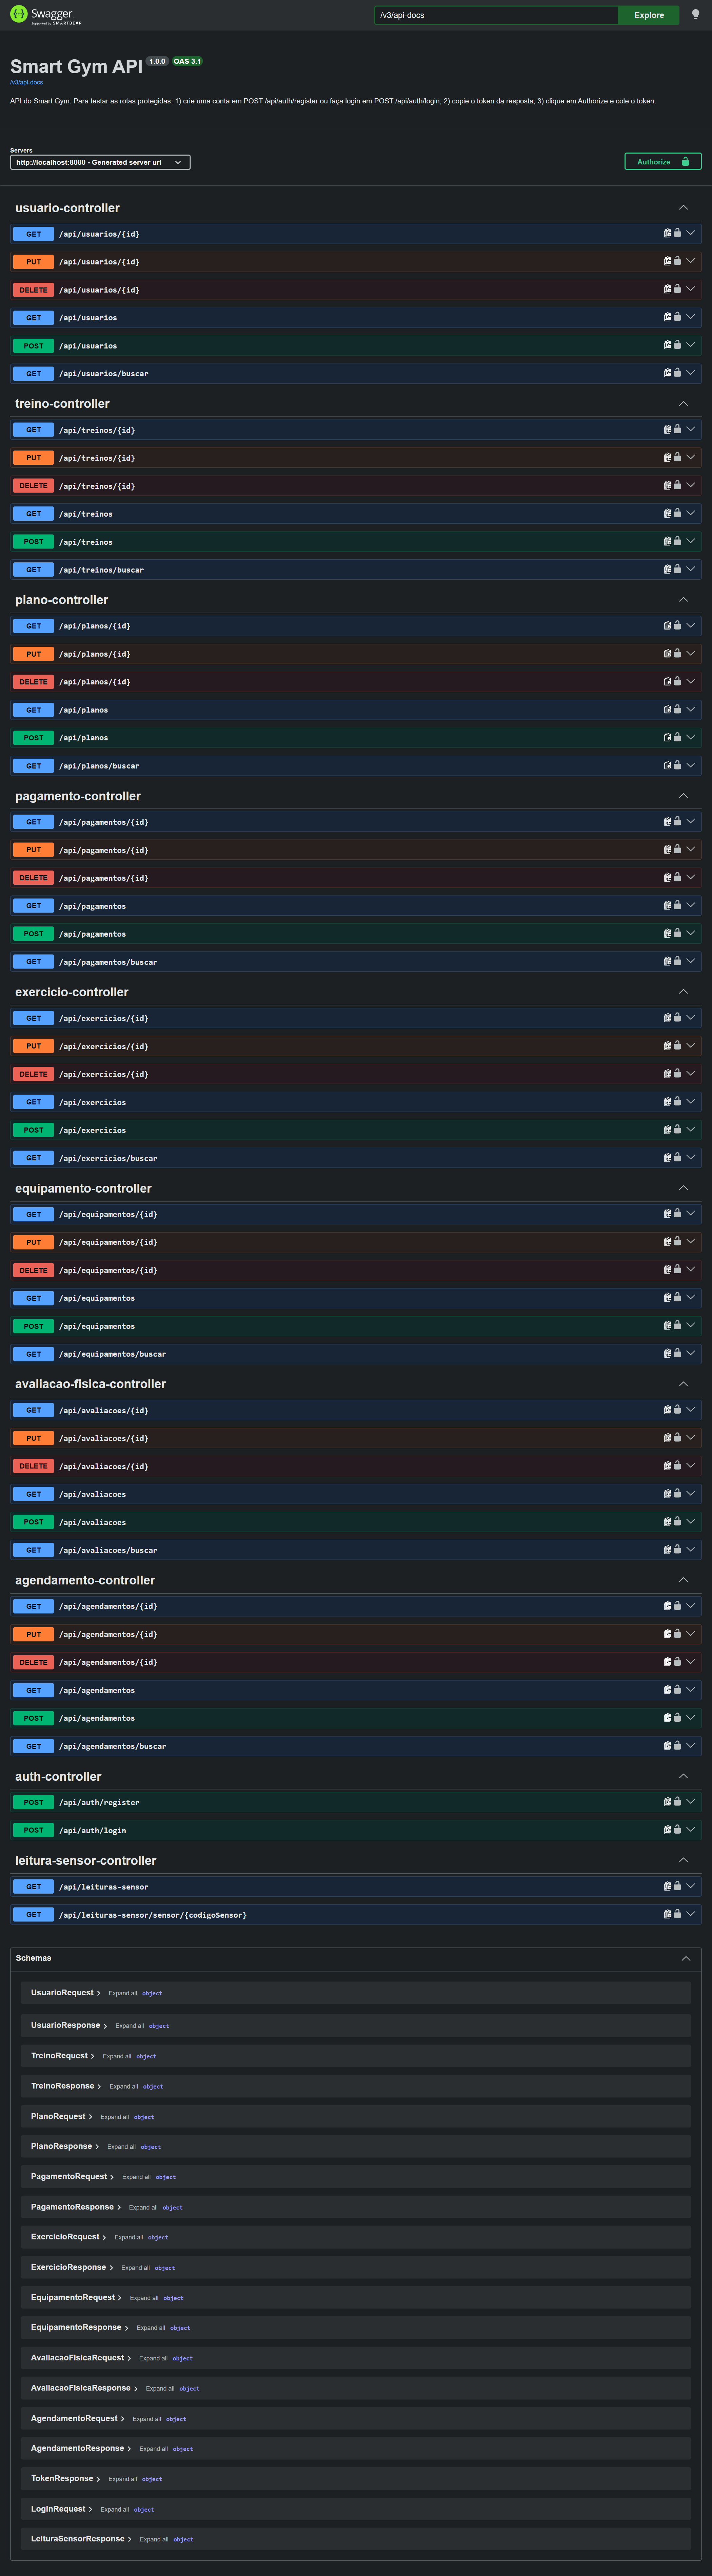 Swagger
Supported by SMARTBEAR
/v3/api-docs
Explore
Smart Gym API 1.0.0 OAS 3.1
/v3/api-docs
API do Smart Gym. Para testar as rotas protegidas: 1) crie uma conta em POST /api/auth/register ou faça login em POST /api/auth/login; 2) copie o token da resposta; 3) clique em Authorize e cole o token.
Servers
http://localhost:8080 - Generated server url
Authorize
usuario-controller
GET /api/usuarios/{id}
PUT /api/usuarios/{id}
DELETE /api/usuarios/{id}
GET /api/usuarios
POST /api/usuarios
GET /api/usuarios/buscar
treino-controller
GET /api/treinos/{id}
PUT /api/treinos/{id}
DELETE /api/treinos/{id}
GET /api/treinos
POST /api/treinos
GET /api/treinos/buscar
plano-controller
GET /api/planos/{id}
PUT /api/planos/{id}
DELETE /api/planos/{id}
GET /api/planos
POST /api/planos
GET /api/planos/buscar
pagamento-controller
GET /api/pagamentos/{id}
PUT /api/pagamentos/{id}
DELETE /api/pagamentos/{id}
GET /api/pagamentos
POST /api/pagamentos
GET /api/pagamentos/buscar
exercicio-controller
GET /api/exercicios/{id}
PUT /api/exercicios/{id}
DELETE /api/exercicios/{id}
GET /api/exercicios
POST /api/exercicios
GET /api/exercicios/buscar
equipamento-controller
GET /api/equipamentos/{id}
PUT /api/equipamentos/{id}
DELETE /api/equipamentos/{id}
GET /api/equipamentos
POST /api/equipamentos
GET /api/equipamentos/buscar
avaliacao-fisica-controller
GET /api/avaliacoes/{id}
PUT /api/avaliacoes/{id}
DELETE /api/avaliacoes/{id}
GET /api/avaliacoes
POST /api/avaliacoes
GET /api/avaliacoes/buscar
agendamento-controller
GET /api/agendamentos/{id}
PUT /api/agendamentos/{id}
DELETE /api/agendamentos/{id}
GET /api/agendamentos
POST /api/agendamentos
GET /api/agendamentos/buscar
auth-controller
POST /api/auth/register
POST /api/auth/login
leitura-sensor-controller
GET /api/leituras-sensor
GET /api/leituras-sensor/sensor/{codigoSensor}
Schemas
UsuarioRequest Expand all object
UsuarioResponse Expand all object
TreinoRequest Expand all object
TreinoResponse Expand all object
PlanoRequest Expand all object
PlanoResponse Expand all object
PagamentoRequest Expand all object
PagamentoResponse Expand all object
ExercicioRequest Expand all object
ExercicioResponse Expand all object
EquipamentoRequest Expand all object
EquipamentoResponse Expand all object
AvaliacaoFisicaRequest Expand all object
AvaliacaoFisicaResponse Expand all object
AgendamentoRequest Expand all object
AgendamentoResponse Expand all object
TokenResponse Expand all object
LoginRequest Expand all object
LeituraSensorResponse Expand all object